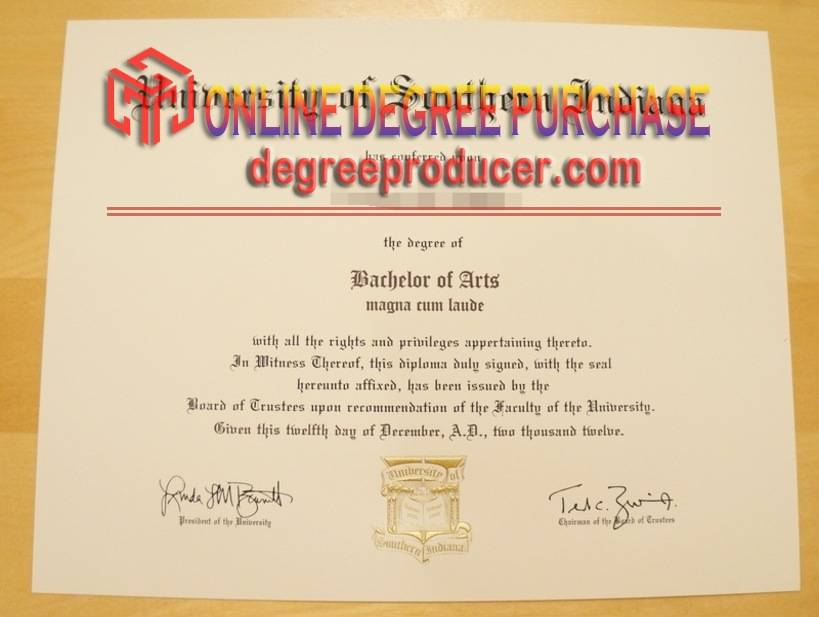 University of Southern Indiana
ONLINE DEGREE PURCHASE
has conferred upon
degreeproducer.com
the degree of
Bachelor of Arts
magna cum laude
with all the rights and privileges appertaining thereto.
In Witness Thereof, this diploma duly signed, with the seal
hereunto affixed, has been issued by the
Board of Trustees upon recommendation of the Faculty of the University.
Given this twelfth day of December, A.D., two thousand twelve.
University of
Southern Indiana
President of the University
Chairman of the Board of Trustees